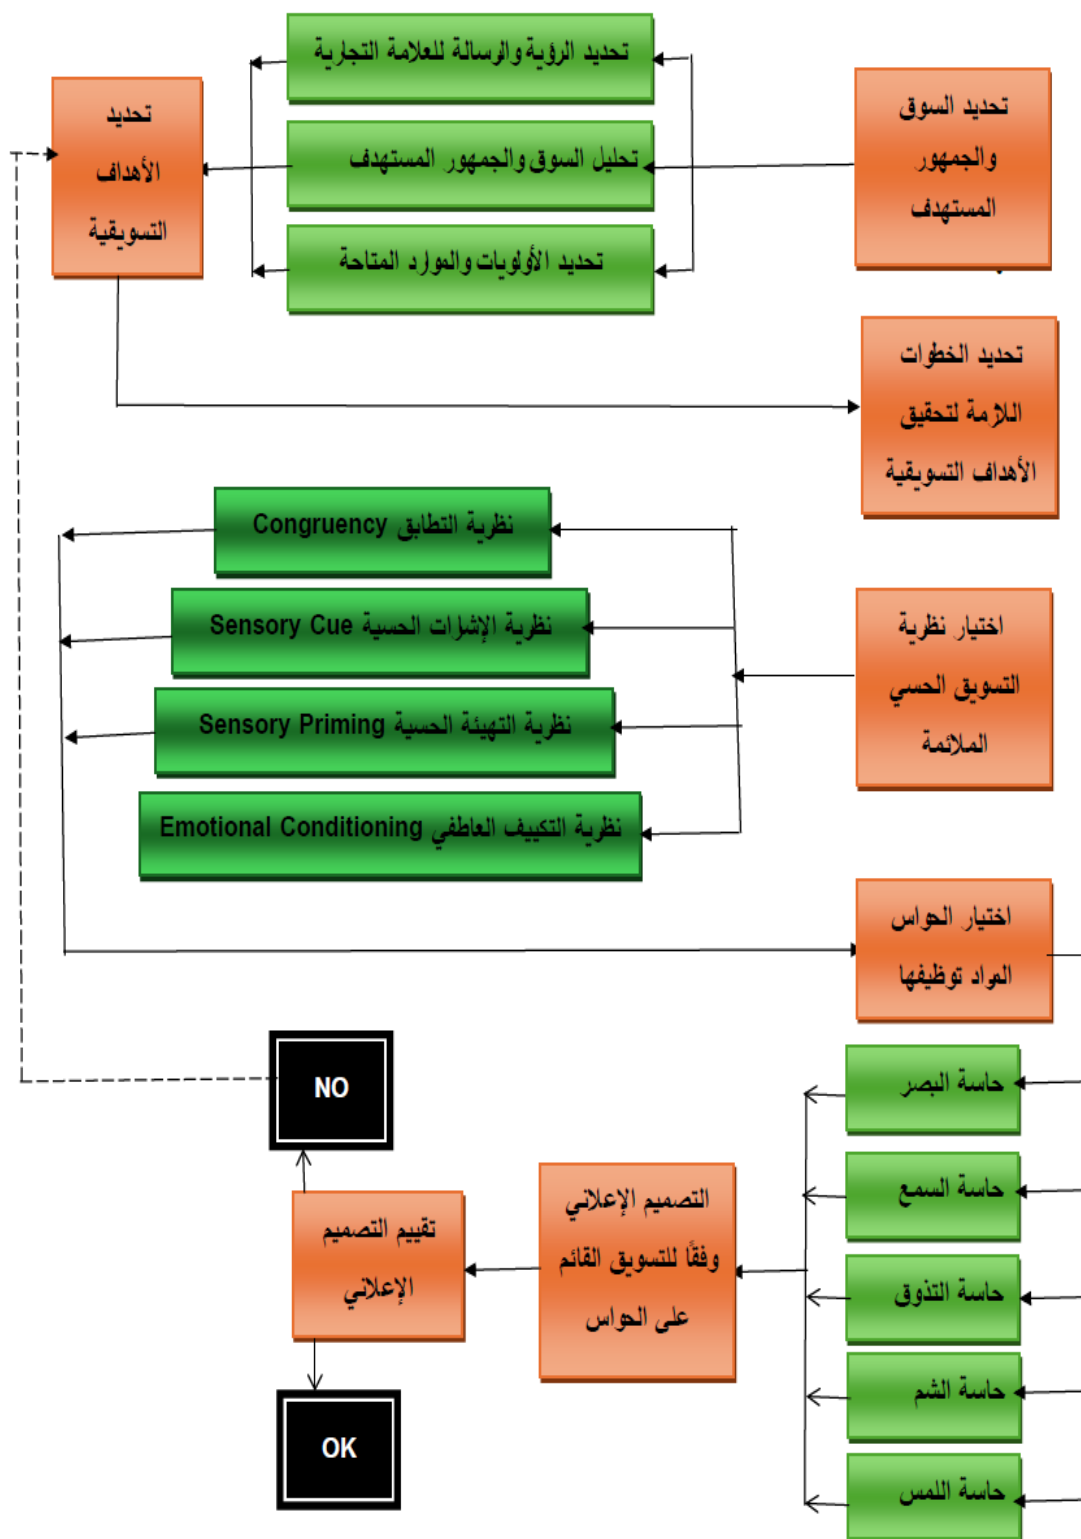 تحديد السوق
والجمهور
المستهدف
تحديد الرؤية والرسالة للعلامة التجارية
تحليل السوق والجمهور المستهدف
تحديد الأولويات والموارد المتاحة
تحديد
الأهداف
التسويقية
تحديد الخطوات
اللازمة لتحقيق
الأهداف التسويقية
اختيار نظرية
التسويق الحسي
الملائمة
نظرية التطابق Congruency
نظرية الإشارات الحسية Sensory Cue
نظرية التهيئة الحسية Sensory Priming
نظرية التكييف العاطفي Emotional Conditioning
اختيار الحواس
المراد توظيفها
حاسة البصر
حاسة السمع
حاسة التذوق
حاسة الشم
حاسة اللمس
التصميم الإعلاني
وفقًا للتسويق القائم
على الحواس
تقييم التصميم
الإعلاني
NO
OK